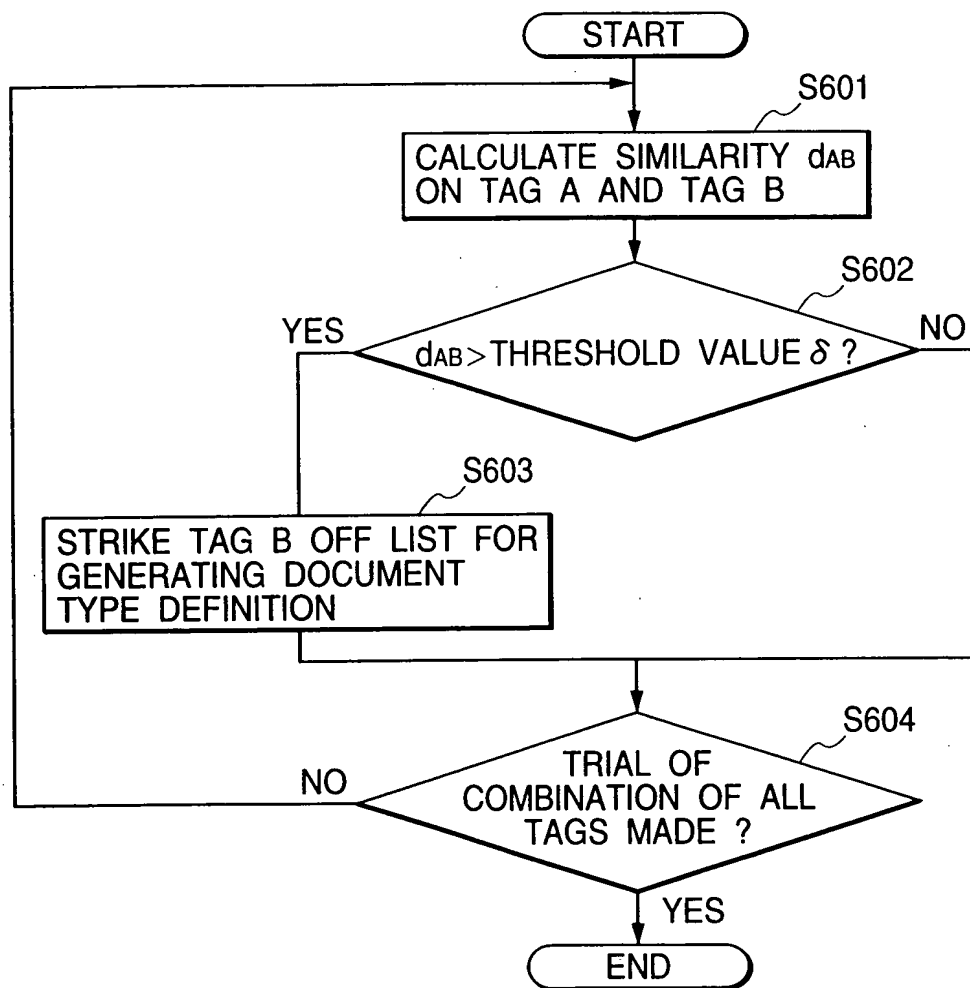 START
S601
CALCULATE SIMILARITY dAB
ON TAG A AND TAG B
S602
YES
NO
dAB > THRESHOLD VALUE δ ?
S603
STRIKE TAG B OFF LIST FOR
GENERATING DOCUMENT
TYPE DEFINITION
S604
NO
TRIAL OF
COMBINATION OF ALL
TAGS MADE ?
YES
END